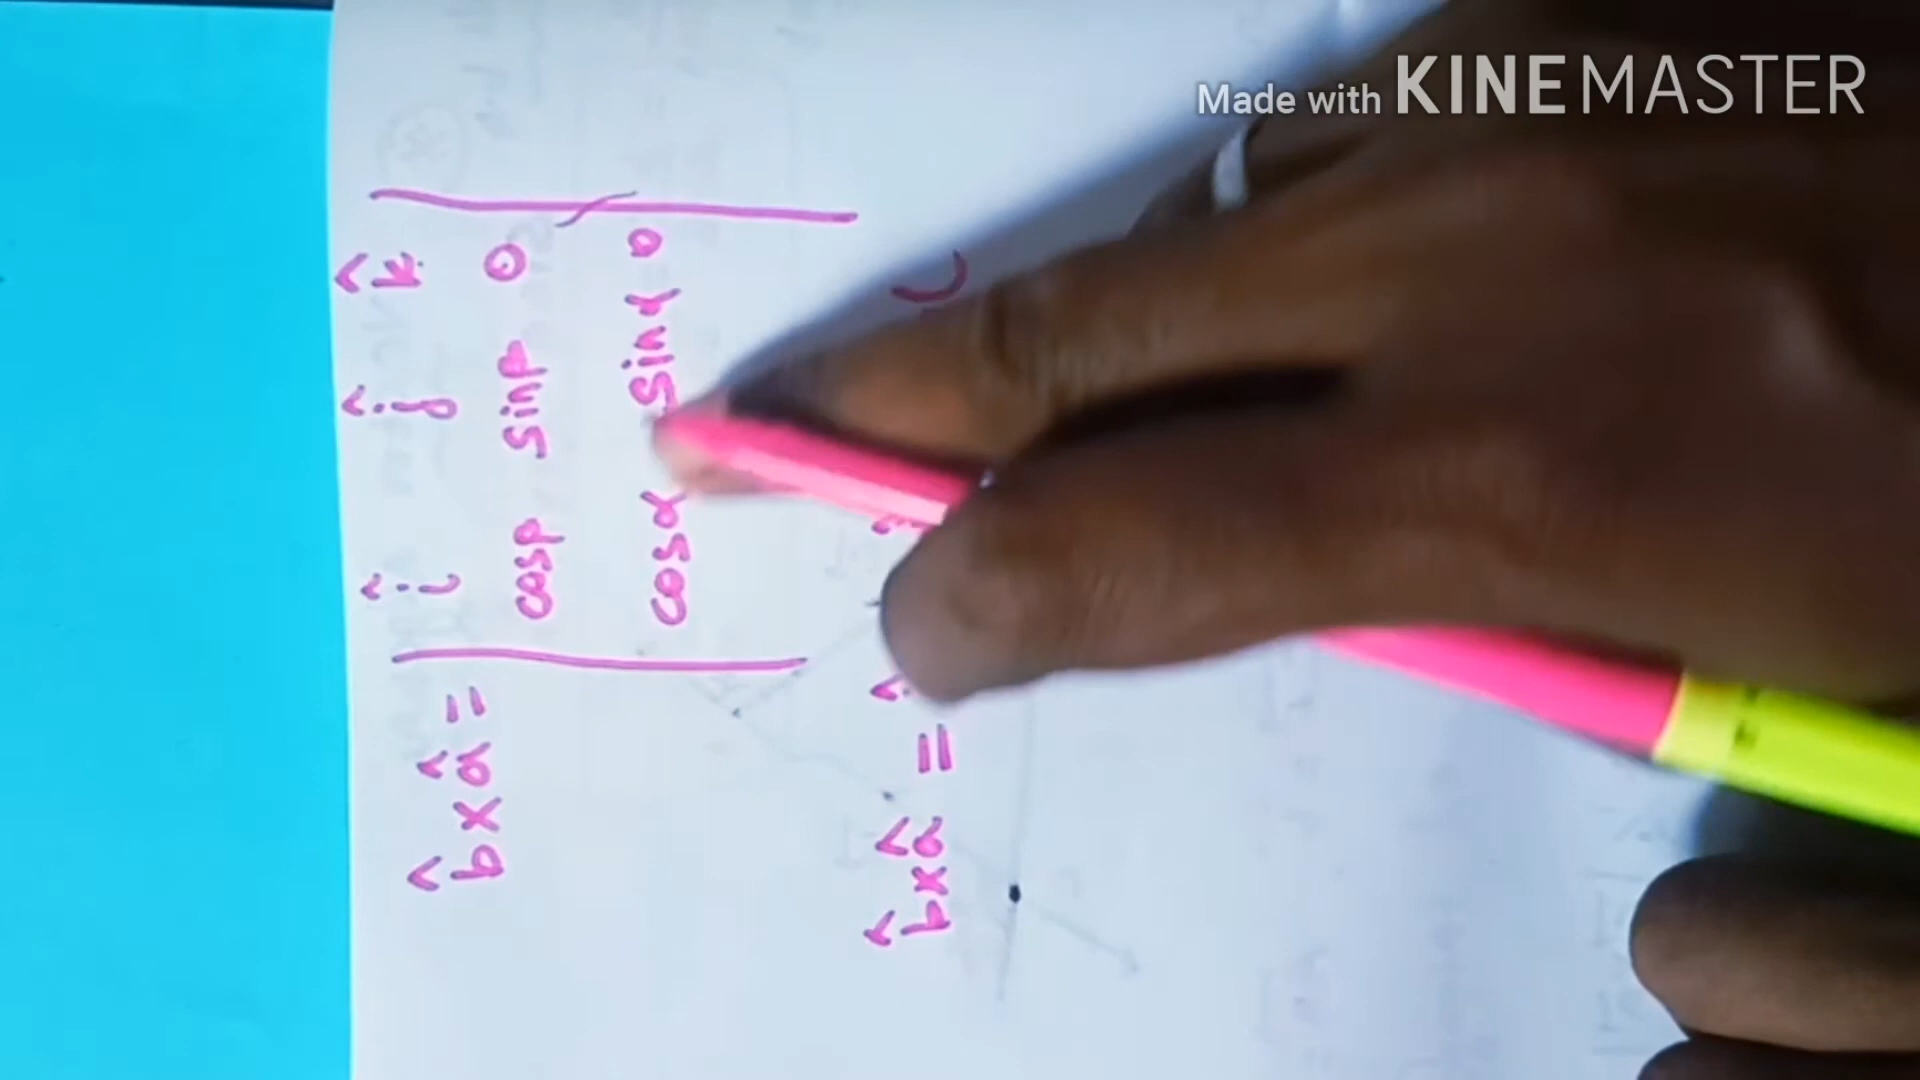 Made with KINEMASTER
î ĵ k̂
b̂×â = | cosβ sinβ 0 |
cosα sinα 0
b̂×â =